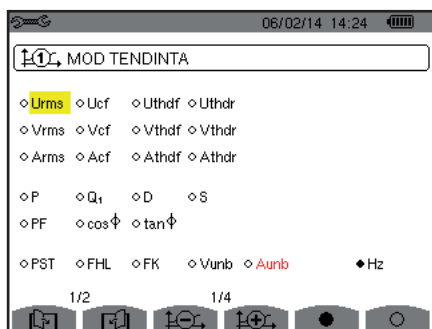 06/02/14 14:24
1 MOD TENDINTA
Urms Ucf Uthdf Uthdr
Vrms Vcf Vthdf Vthdr
Arms Acf Athdf Athdr
P Q₁ D S
PF cosΦ tanΦ
PST FHL FK Vunb Aunb Hz
1/2 1/4